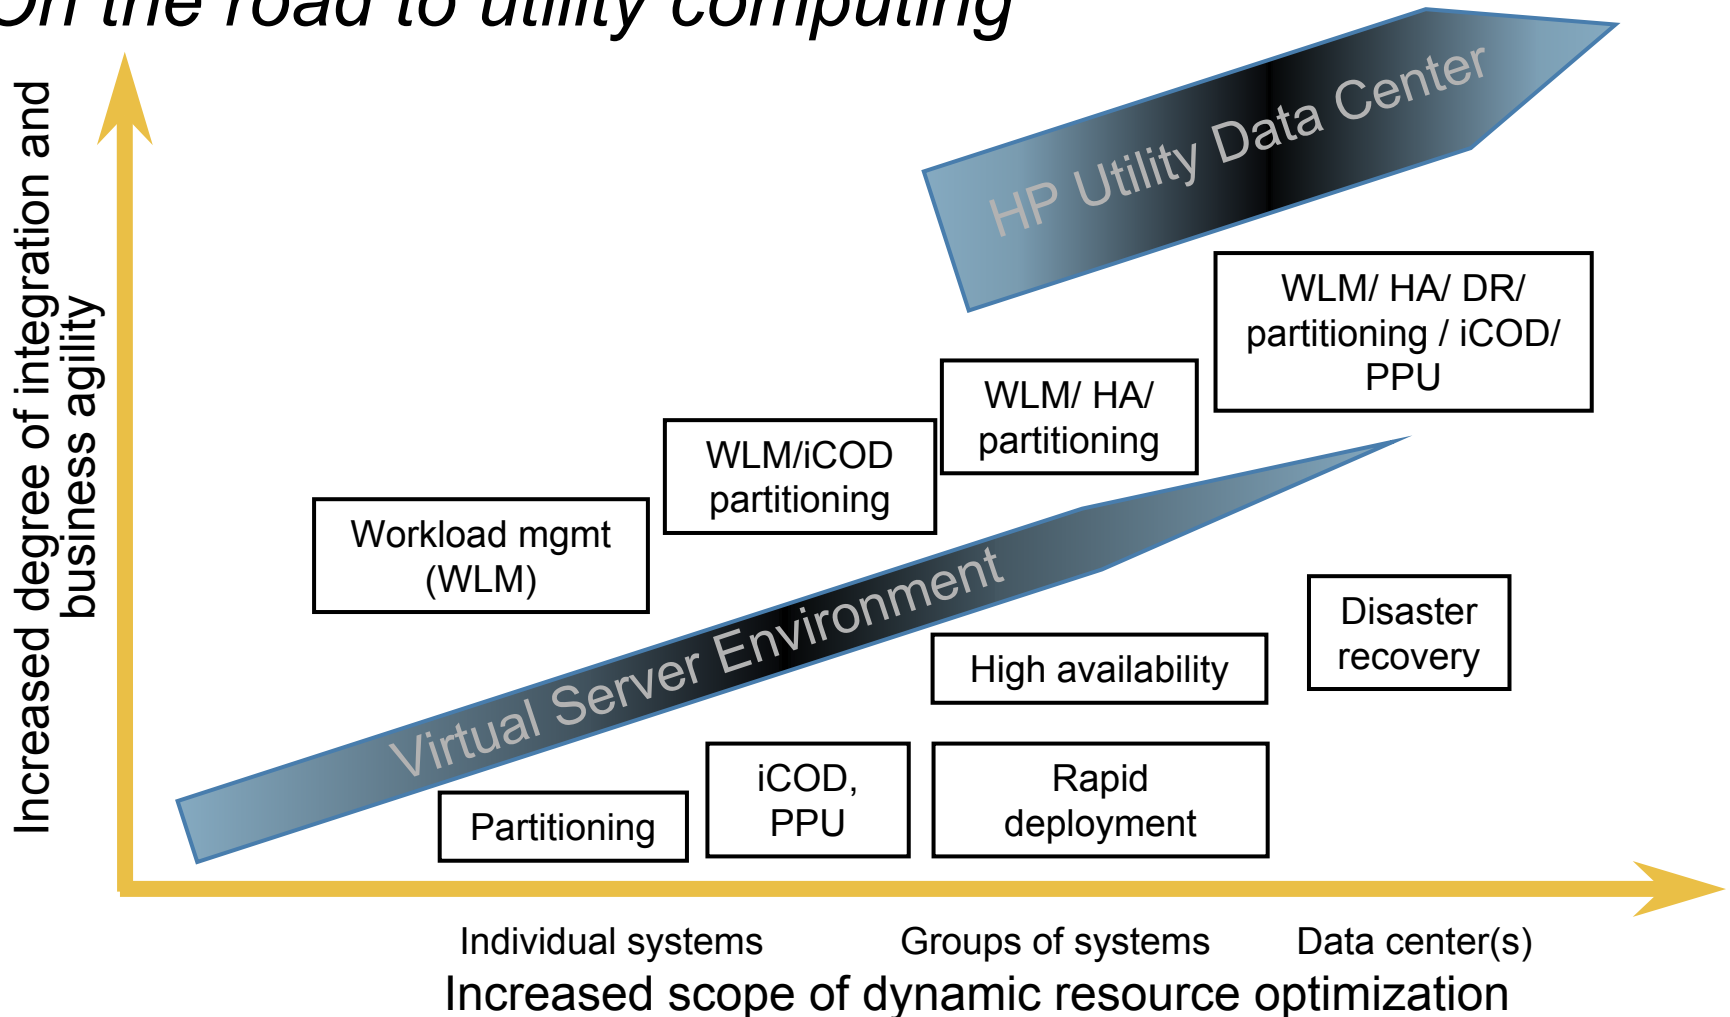 On the road to utility computing
Increased degree of integration and
business agility
HP Utility Data Center
WLM/ HA/ DR/
partitioning / iCOD/
PPU
WLM/ HA/
partitioning
WLM/iCOD
partitioning
Workload mgmt
(WLM)
Virtual Server Environment
Disaster
recovery
High availability
iCOD,
PPU
Rapid
deployment
Partitioning
Individual systems
Groups of systems
Data center(s)
Increased scope of dynamic resource optimization